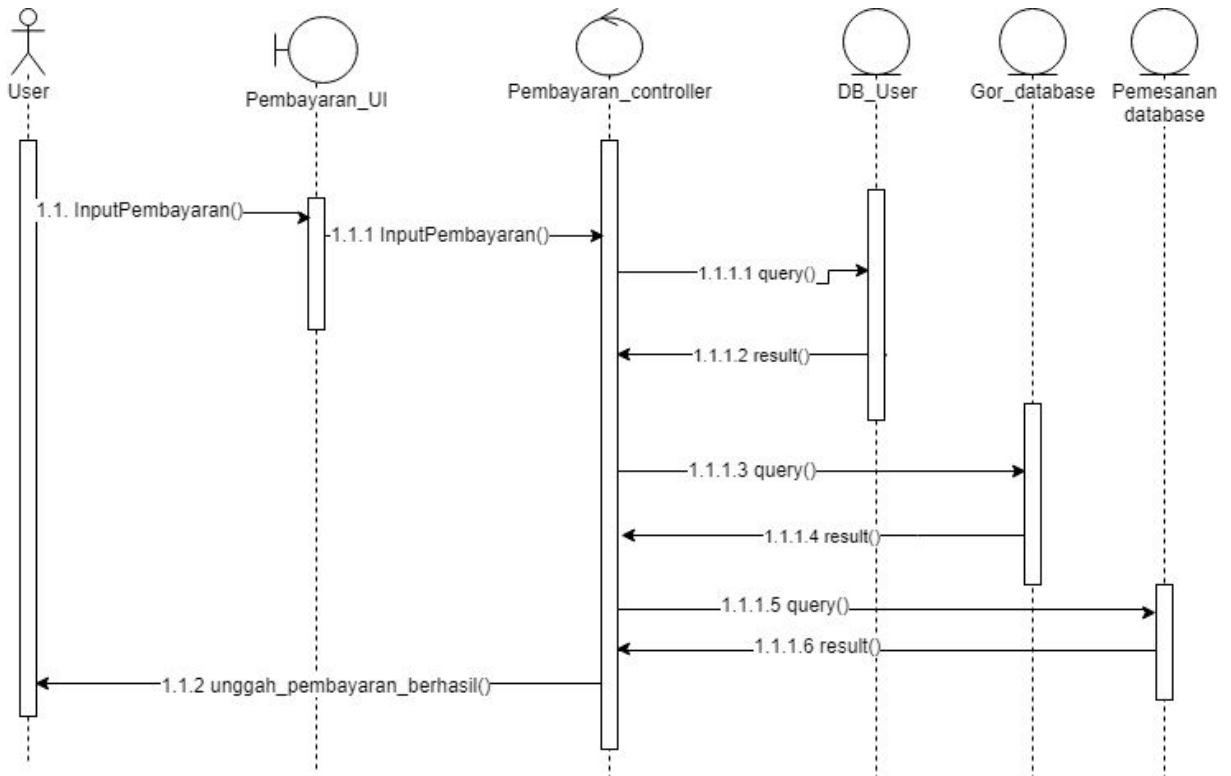 User
Pembayaran_UI
Pembayaran_controller
DB_User
Gor_database
Pemesanan
database
1.1. InputPembayaran()
1.1.1 InputPembayaran()
1.1.1.1 query()
1.1.1.2 result()
1.1.1.3 query()
1.1.1.4 result()
1.1.1.5 query()
1.1.1.6 result()
1.1.2 unggah_pembayaran_berhasil()